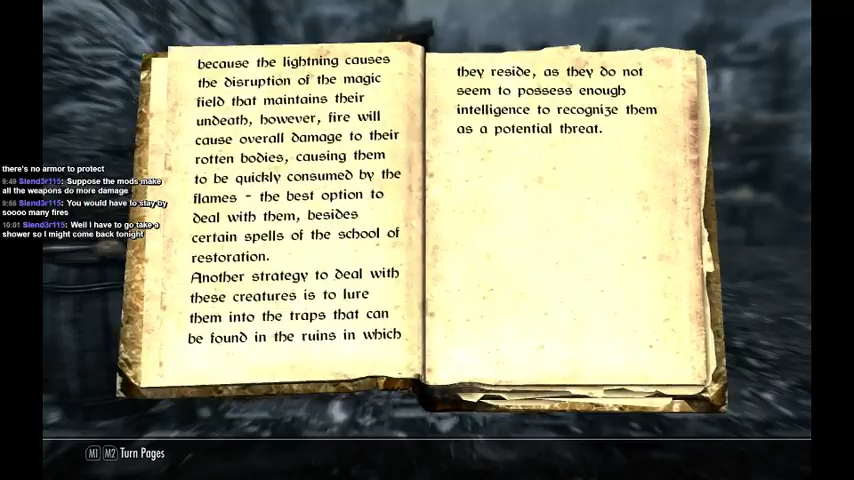 there's no armor to protect
9:49 Slend3r115: Suppose the mods make
all the weapons do more damage
9:56 Slend3r115: You would have to stay by
soooo many fires
10:01 Slend3r115: Well I have to go take a
shower so I might come back tonight
because the lightning causes
the disruption of the magic
field that maintains their
undeath, however, fire will
cause overall damage to their
rotten bodies, causing them
to be quickly consumed by the
flames - the best option to
deal with them, besides
certain spells of the school of
restoration.
Another strategy to deal with
these creatures is to lure
them into the traps that can
be found in the ruins in which
they reside, as they do not
seem to possess enough
intelligence to recognize them
as a potential threat.
M1 M2 Turn Pages